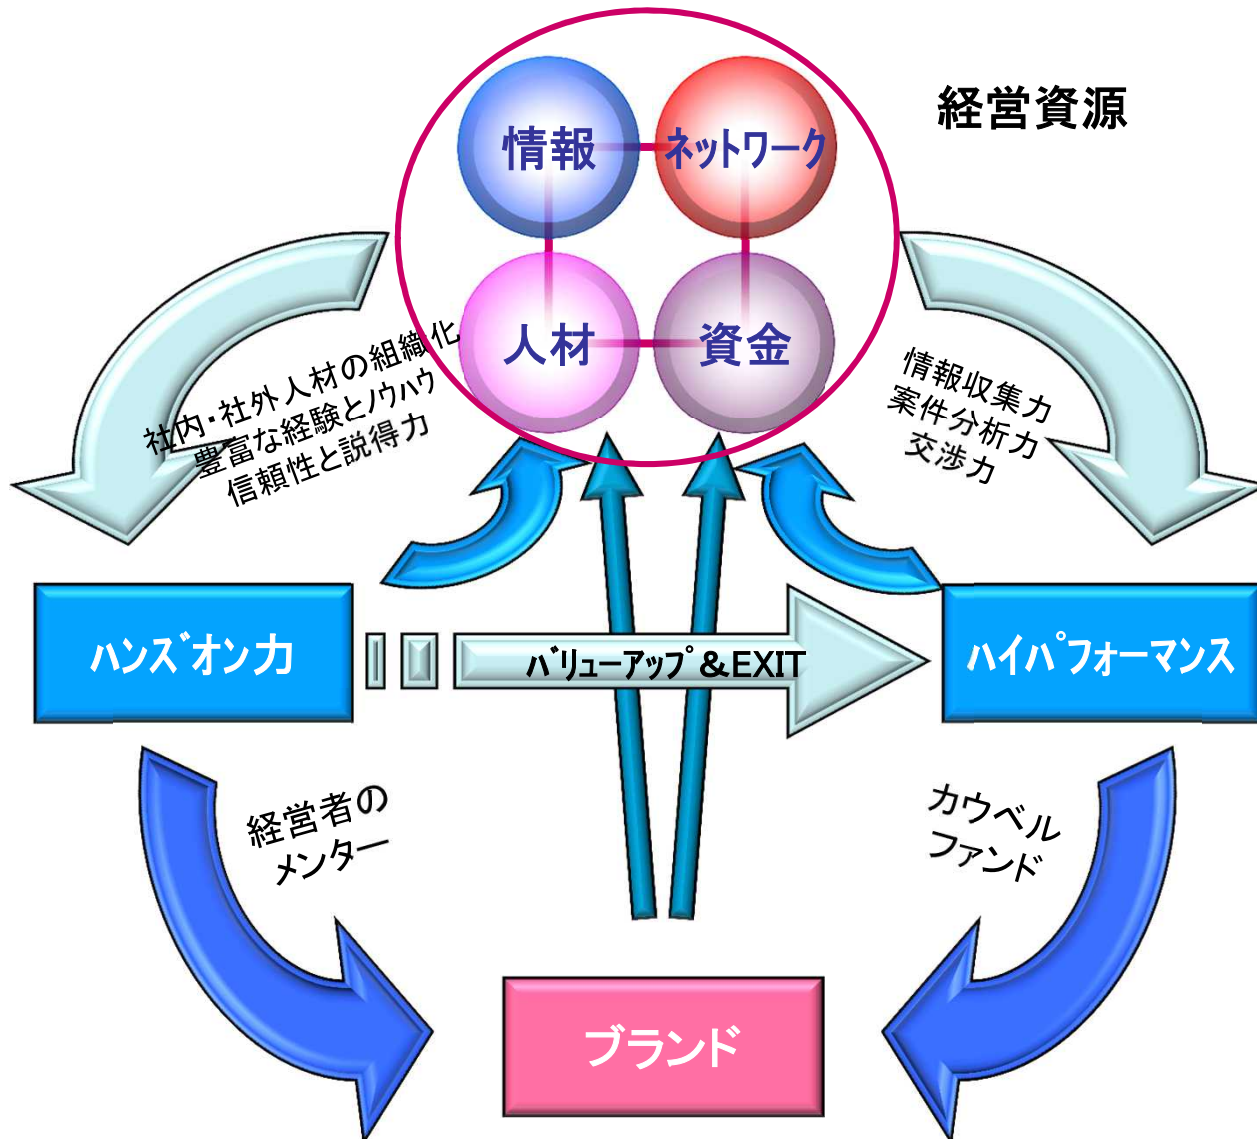 経営資源
情報
ネットワーク
人材
資金
社内・社外人材の組織化
豊富な経験とノウハウ
信頼性と説得力
情報収集力
案件分析力
交渉力
ハンズオン力
バリューアップ&EXIT
ハイパフォーマンス
経営者の
メンター
カウベル
ファンド
ブランド